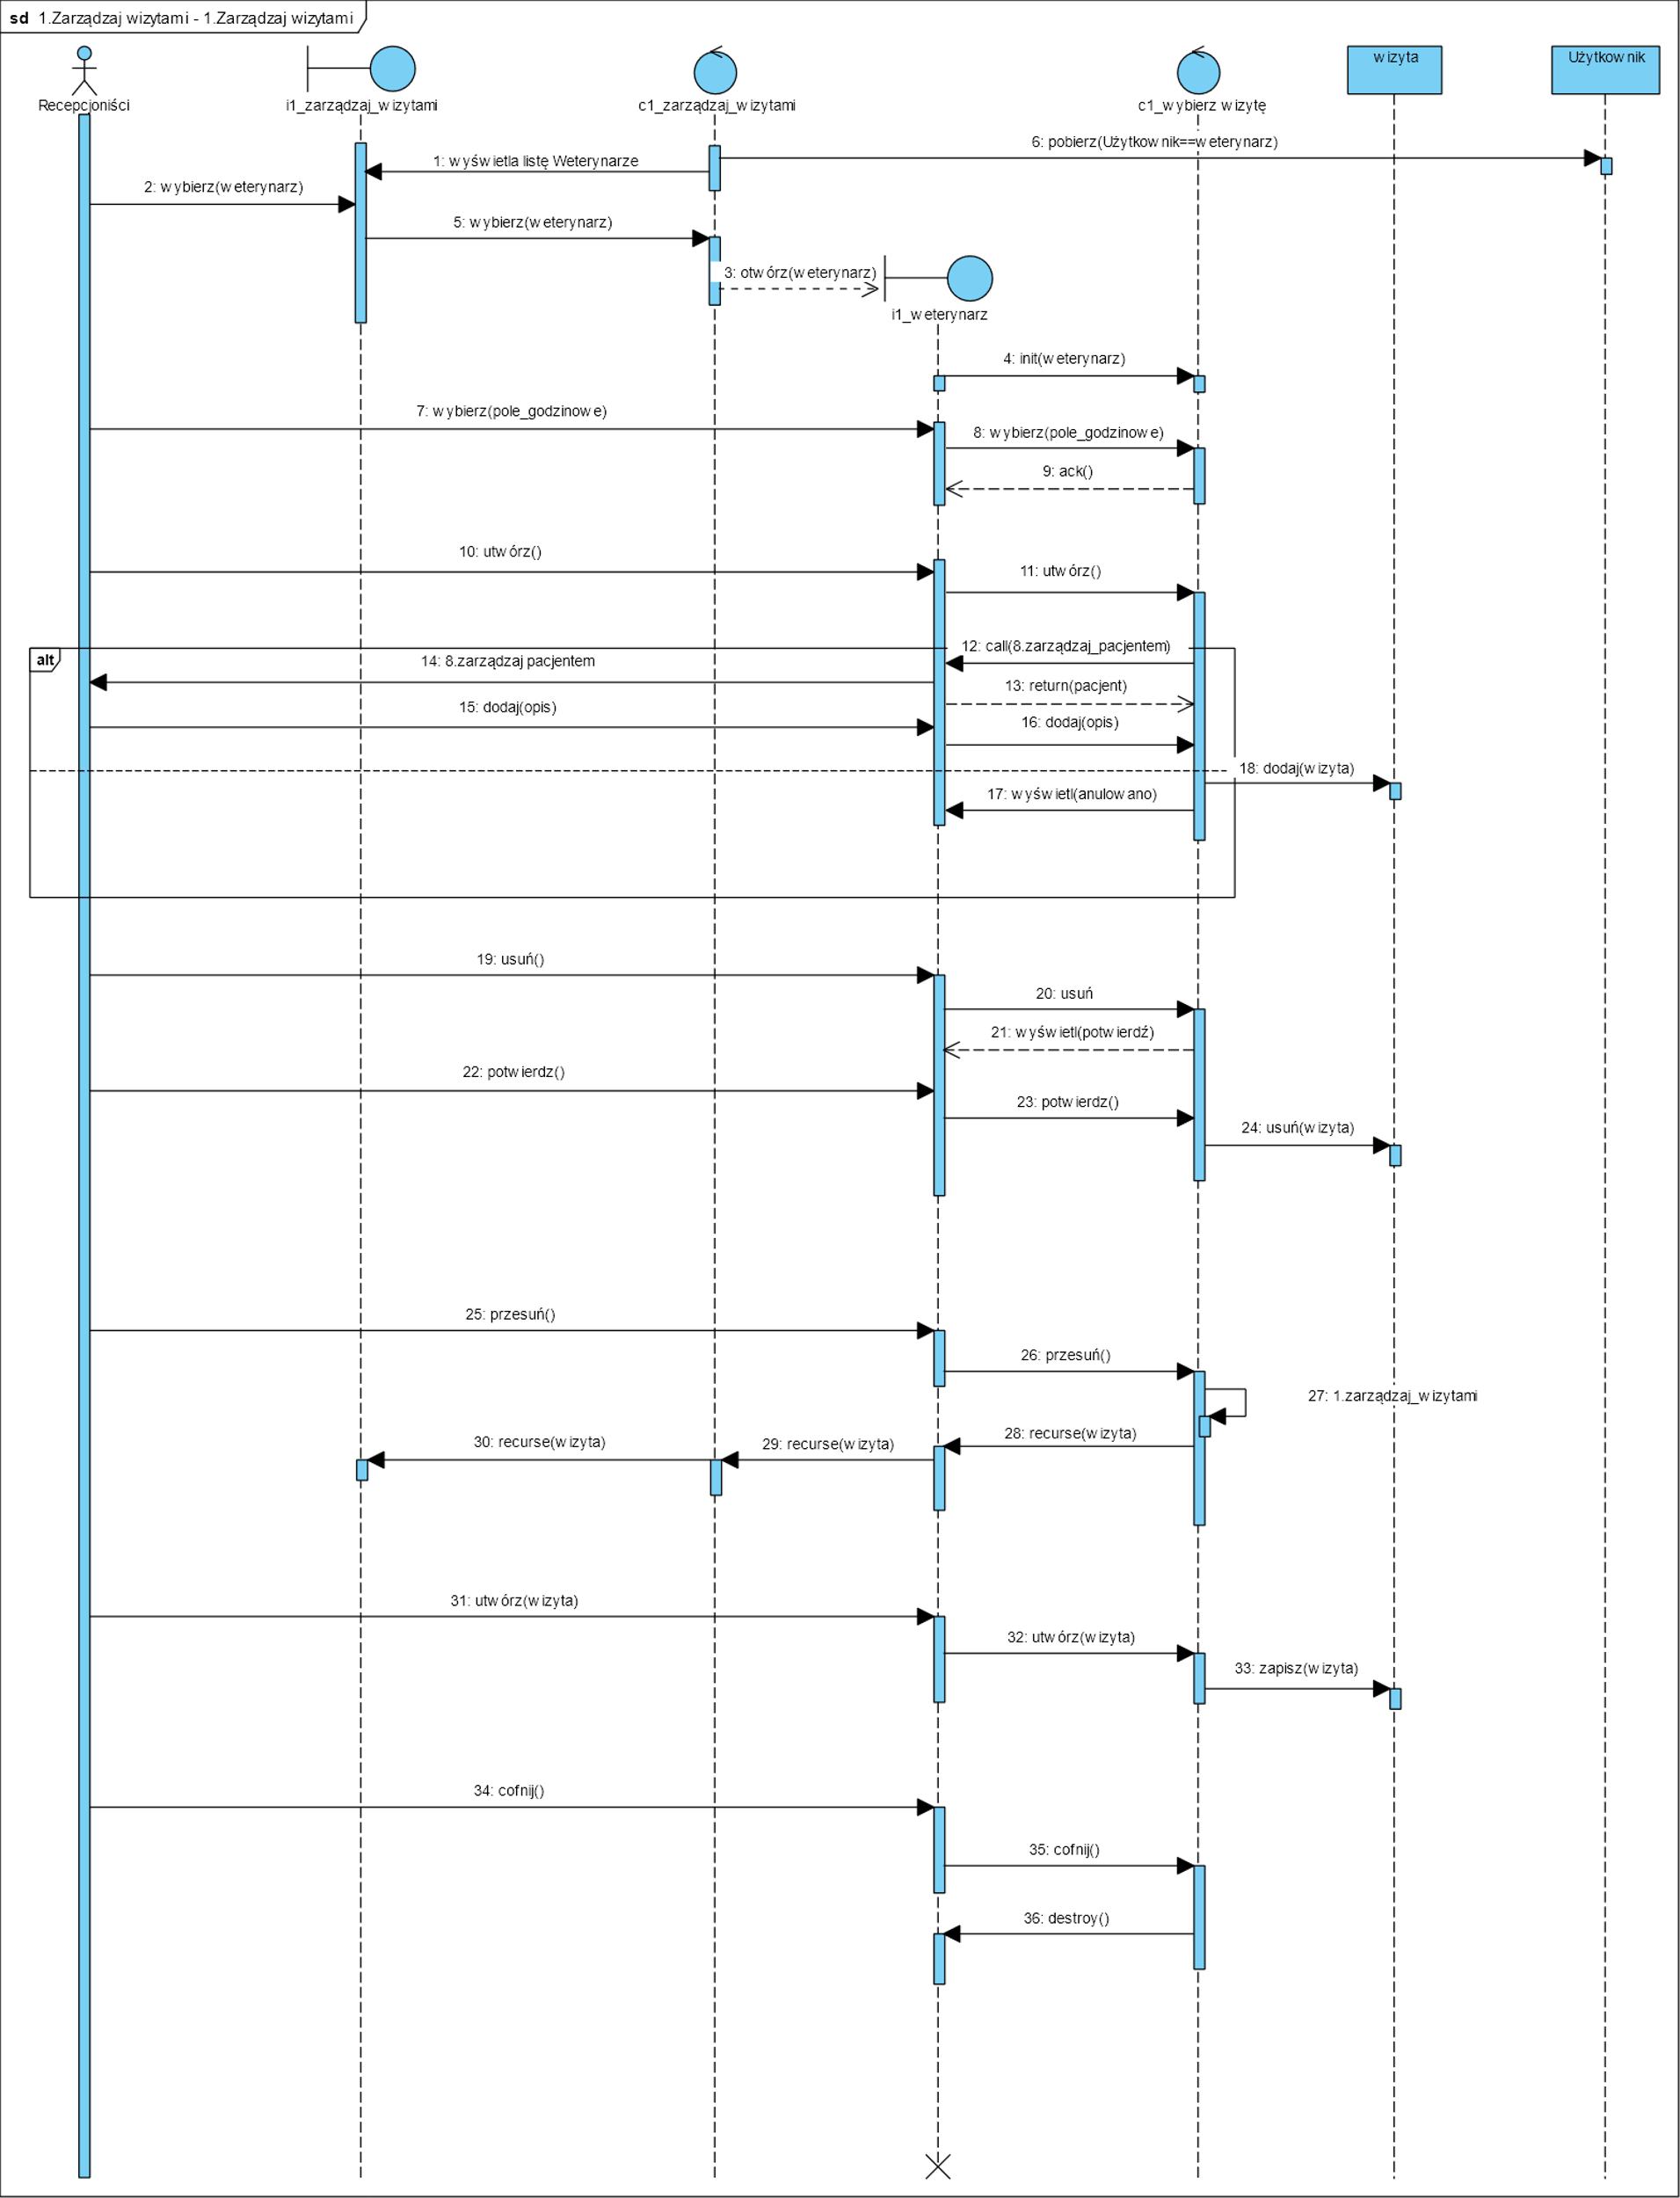 sd 1.Zarządzaj wizytami - 1.Zarządzaj wizytami
wizyta
Użytkownik
Recepcjoniści
i1_zarządzaj_wizytami
c1_zarządzaj_wizytami
c1_wybierz wizytę
6: pobierz(Użytkownik==weterynarz)
1: wyświetla listę Weterynarze
2: wybierz(weterynarz)
5: wybierz(weterynarz)
3: otwórz(weterynarz)
i1_weterynarz
4: init(weterynarz)
7: wybierz(pole_godzinowe)
8: wybierz(pole_godzinowe)
9: ack()
10: utwórz()
11: utwórz()
alt
12: call(8.zarządzaj_pacjentem)
14: 8.zarządzaj pacjentem
13: return(pacjent)
15: dodaj(opis)
16: dodaj(opis)
18: dodaj(wizyta)
17: wyświetl(anulowano)
19: usuń()
20: usuń
21: wyświetl(potwierdź)
22: potwierdz()
23: potwierdz()
24: usuń(wizyta)
25: przesuń()
26: przesuń()
27: 1.zarządzaj_wizytami
28: recurse(wizyta)
30: recurse(wizyta)
29: recurse(wizyta)
31: utwórz(wizyta)
32: utwórz(wizyta)
33: zapisz(wizyta)
34: cofnij()
35: cofnij()
36: destroy()